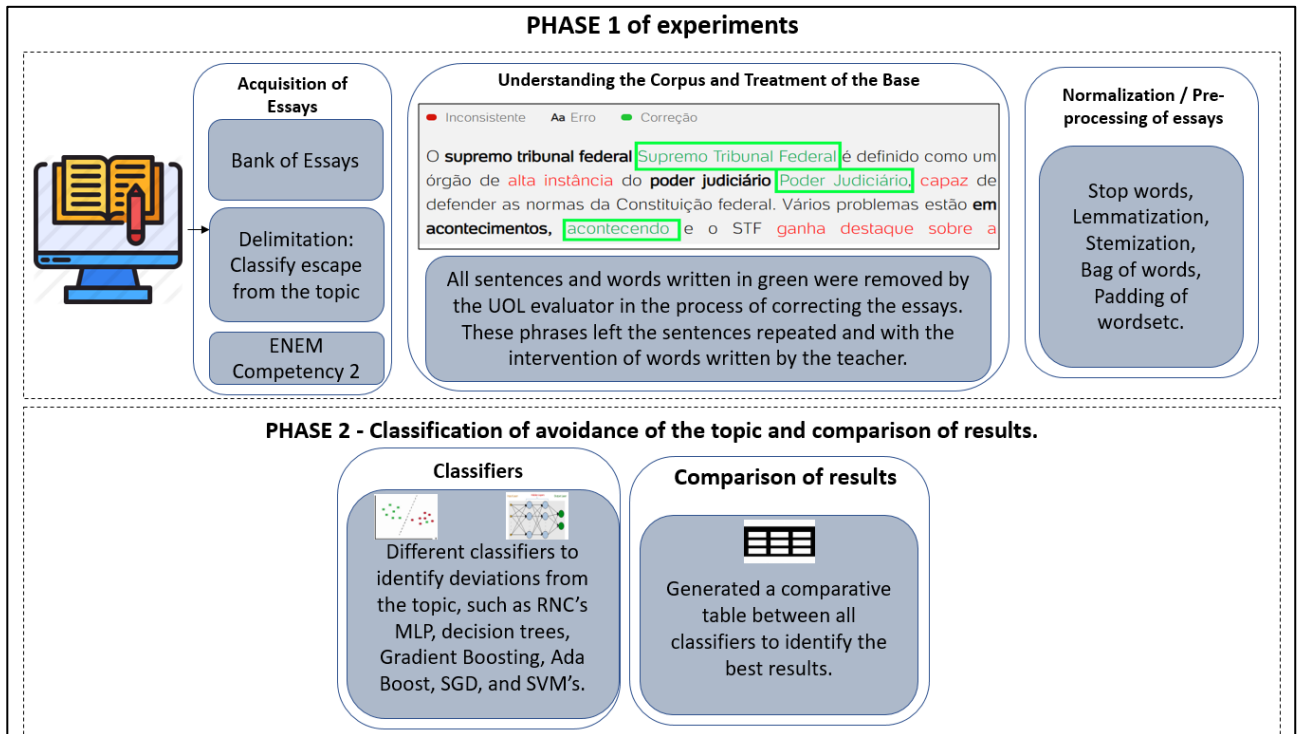 PHASE 1 of experiments
Acquisition of
Essays
Bank of Essays
Delimitation:
Classify escape
from the topic
ENEM
Competency 2
Understanding the Corpus and Treatment of the Base
Inconsistente Aa Erro Correção
O supremo tribunal federal Supremo Tribunal Federal é definido como um
órgão de alta instância do poder judiciário Poder Judiciário, capaz de
defender as normas da Constituição federal. Vários problemas estão em
acontecimentos, acontecendo e o STF ganha destaque sobre a
All sentences and words written in green were removed by
the UOL evaluator in the process of correcting the essays.
These phrases left the sentences repeated and with the
intervention of words written by the teacher.
Normalization / Pre-
processing of essays
Stop words,
Lemmatization,
Stemization,
Bag of words,
Padding of
wordsetc.
PHASE 2 - Classification of avoidance of the topic and comparison of results.
Classifiers
Different classifiers to
identify deviations from
the topic, such as RNC's
MLP, decision trees,
Gradient Boosting, Ada
Boost, SGD, and SVM's.
Comparison of results
Generated a comparative
table between all
classifiers to identify the
best results.